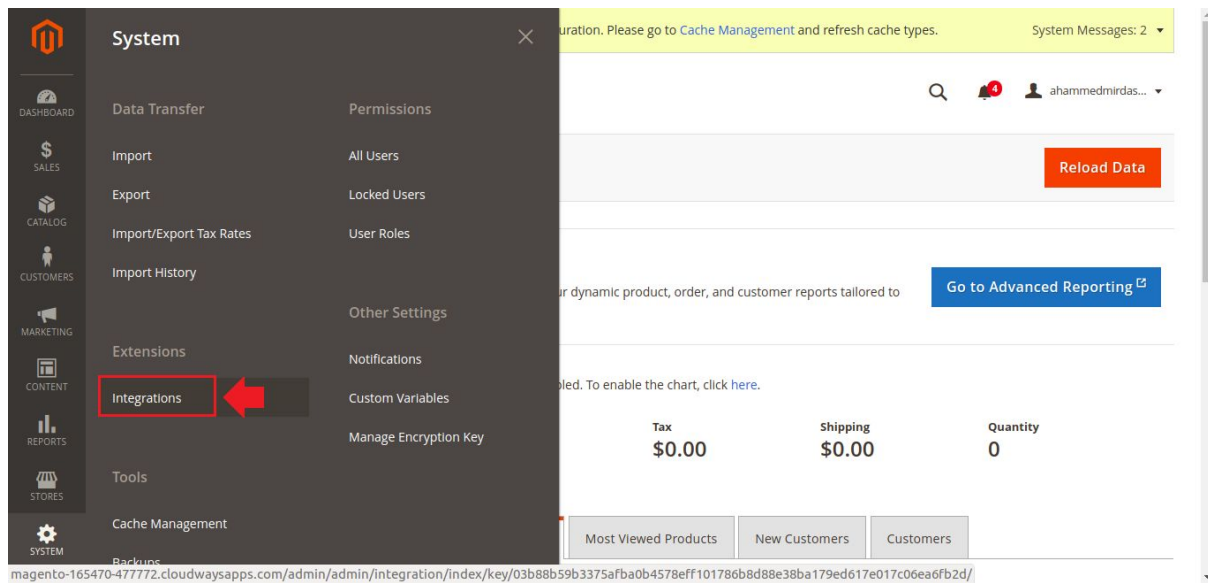 System
uration. Please go to Cache Management and refresh cache types.
System Messages: 2
4
ahammedmirdas...
DASHBOARD
SALES
CATALOG
CUSTOMERS
MARKETING
CONTENT
REPORTS
STORES
SYSTEM
Data Transfer
Import
Export
Import/Export Tax Rates
Import History
Extensions
Integrations
Tools
Cache Management
Backups
Permissions
All Users
Locked Users
User Roles
Other Settings
Notifications
Custom Variables
Manage Encryption Key
Reload Data
ur dynamic product, order, and customer reports tailored to
Go to Advanced Reporting
bled. To enable the chart, click here.
Tax
$0.00
Shipping
$0.00
Quantity
0
Most Viewed Products
New Customers
Customers
magento-165470-477772.cloudwaysapps.com/admin/admin/integration/index/key/03b88b59b3375afba0b4578eff101786b8d88e38ba179ed617e017c06ea6fb2d/